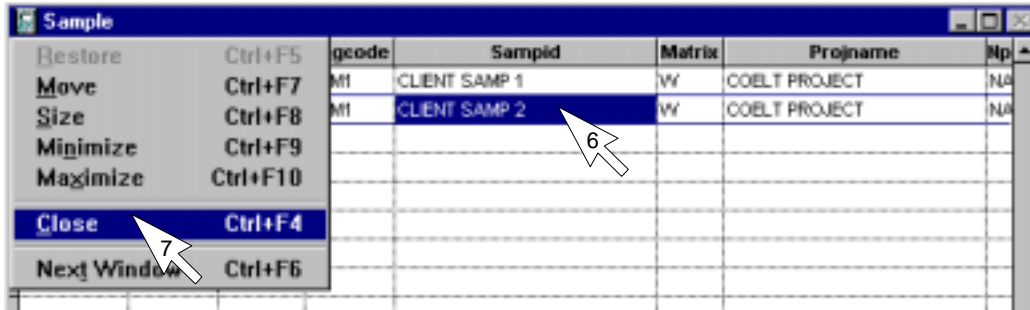 Sample
Restore Ctrl+F5
Move Ctrl+F7
Size Ctrl+F8
Minimize Ctrl+F9
Maximize Ctrl+F10
Close Ctrl+F4
Next Window Ctrl+F6
gcode Sampid Matrix Projname Np
M1 CLIENT SAMP 1 W COELT PROJECT NA
M1 CLIENT SAMP 2 W COELT PROJECT NA
6
7